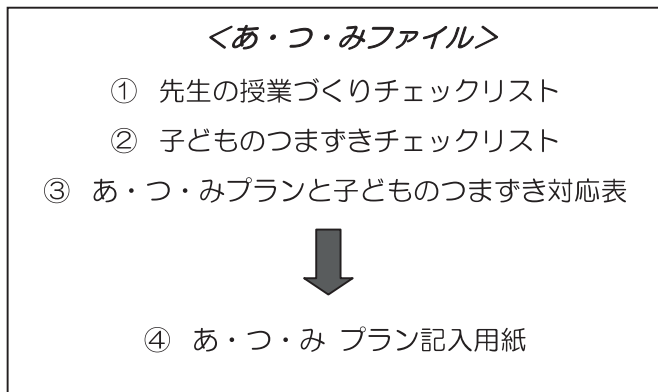 ＜あ・つ・みファイル＞
① 先生の授業づくりチェックリスト
② 子どものつまずきチェックリスト
③ あ・つ・みプランと子どものつまずき対応表
④ あ・つ・み プラン記入用紙